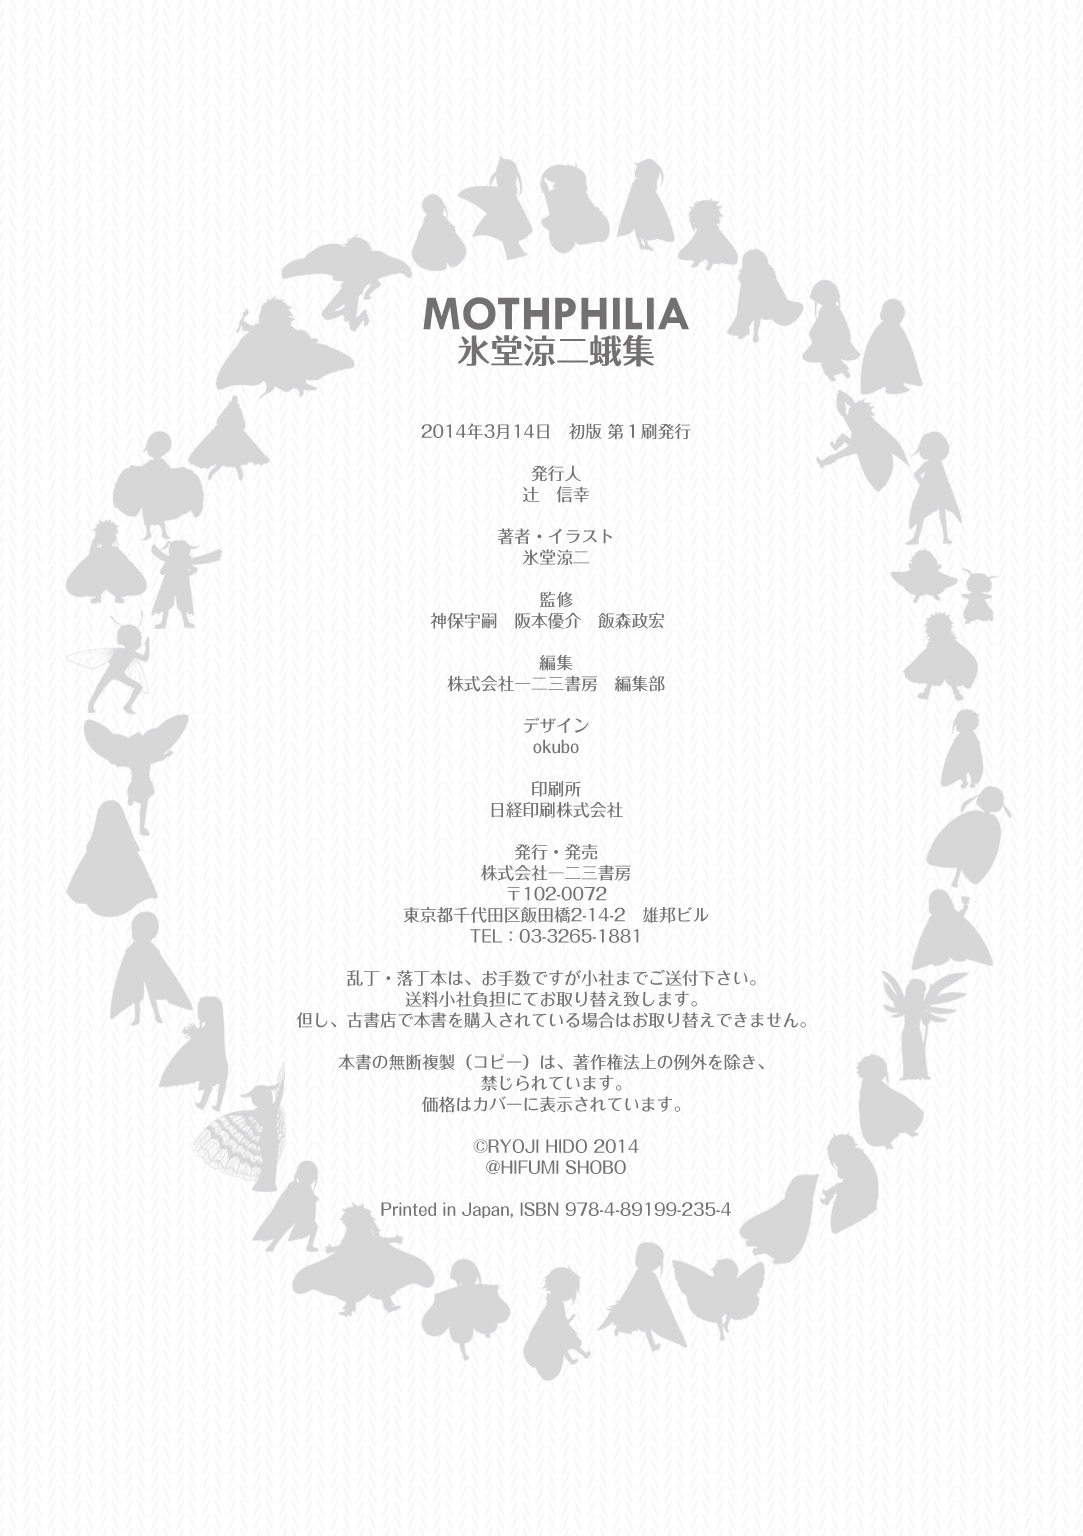 MOTHPHILIA
氷堂涼二蛾集
2014年3月14日　初版 第1刷発行
発行人
辻　信幸
著者・イラスト
氷堂涼二
監修
神保宇嗣　阪本優介　飯森政宏
編集
株式会社一二三書房　編集部
デザイン
okubo
印刷所
日経印刷株式会社
発行・発売
株式会社一二三書房
〒102-0072
東京都千代田区飯田橋2-14-2　雄邦ビル
TEL：03-3265-1881
乱丁・落丁本は、お手数ですが小社までご送付下さい。
送料小社負担にてお取り替え致します。
但し、古書店で本書を購入されている場合はお取り替えできません。
本書の無断複製（コピー）は、著作権法上の例外を除き、
禁じられています。
価格はカバーに表示されています。
©RYOJI HIDO 2014
@HIFUMI SHOBO
Printed in Japan, ISBN 978-4-89199-235-4